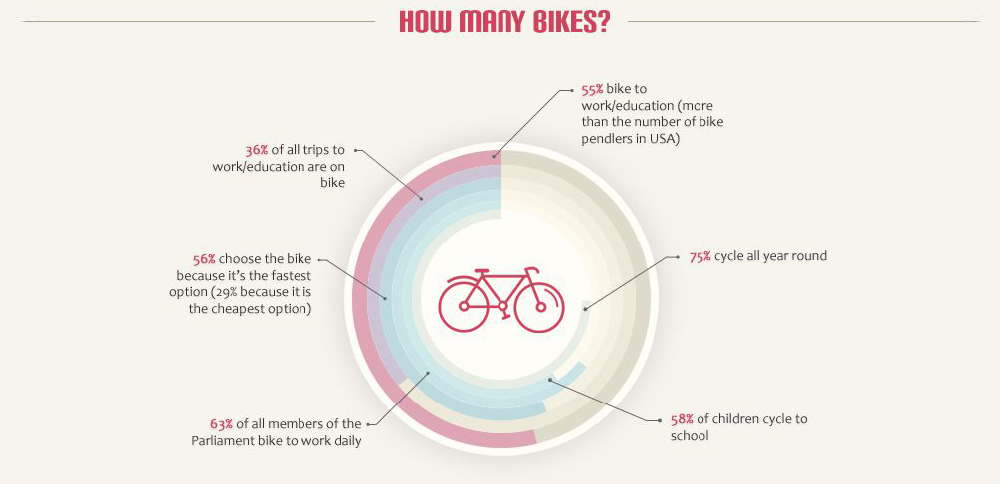 HOW MANY BIKES?
55% bike to
work/education (more
than the number of bike
pendlers in USA)
36% of all trips to
work/education are on
bike
56% choose the bike
because it's the fastest
option (29% because it is
the cheapest option)
75% cycle all year round
63% of all members of the
Parliament bike to work daily
58% of children cycle to
school